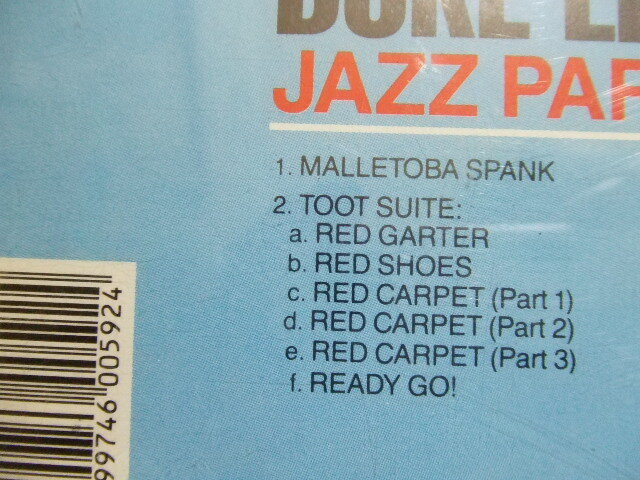 DUKE
JAZZ
1. MALLETOBA SPANK
2. TOOT SUITE:
a. RED GARTER
b. RED SHOES
c. RED CARPET (Part 1)
d. RED CARPET (Part 2)
e. RED CARPET (Part 3)
f. READY GO!
99746 005924